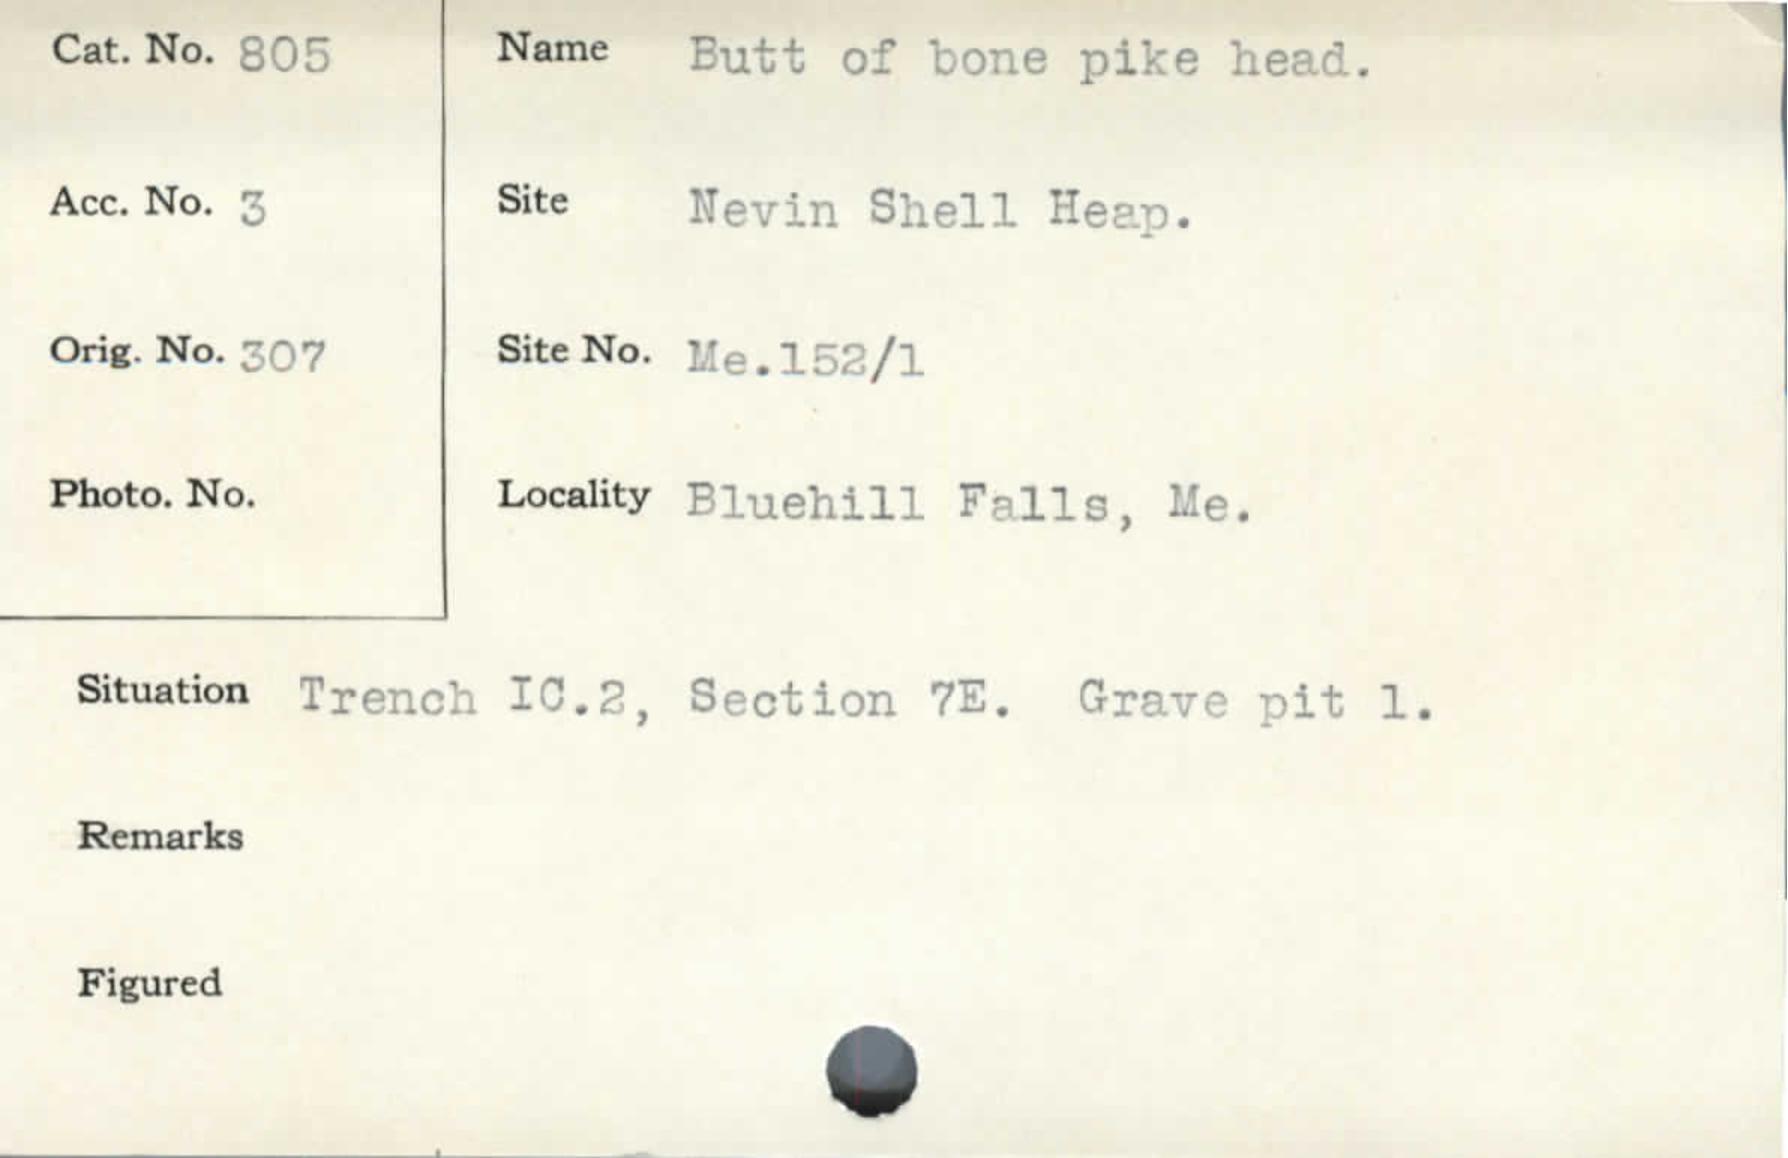 Cat. No. 805
Name Butt of bone pike head.
Acc. No. 3
Site Nevin Shell Heap.
Orig. No. 307
Site No. Me.152/1
Photo. No.
Locality Bluehill Falls, Me.
Situation Trench IC.2, Section 7E. Grave pit 1.
Remarks
Figured